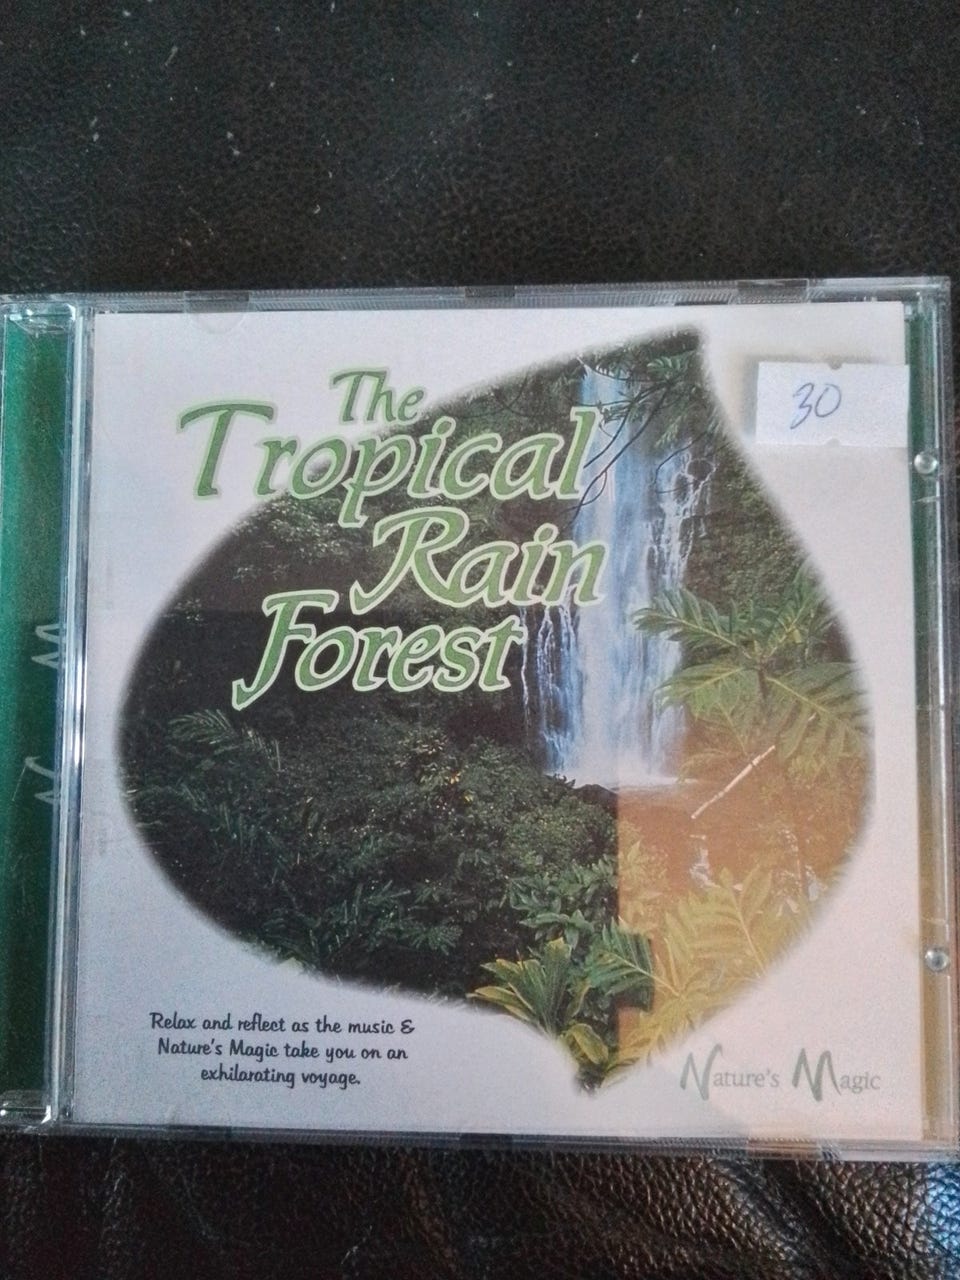 The
Tropical
Rain
Forest
30
Relax and reflect as the music &
Nature's Magic take you on an
exhilarating voyage.
Nature's Magic
N M